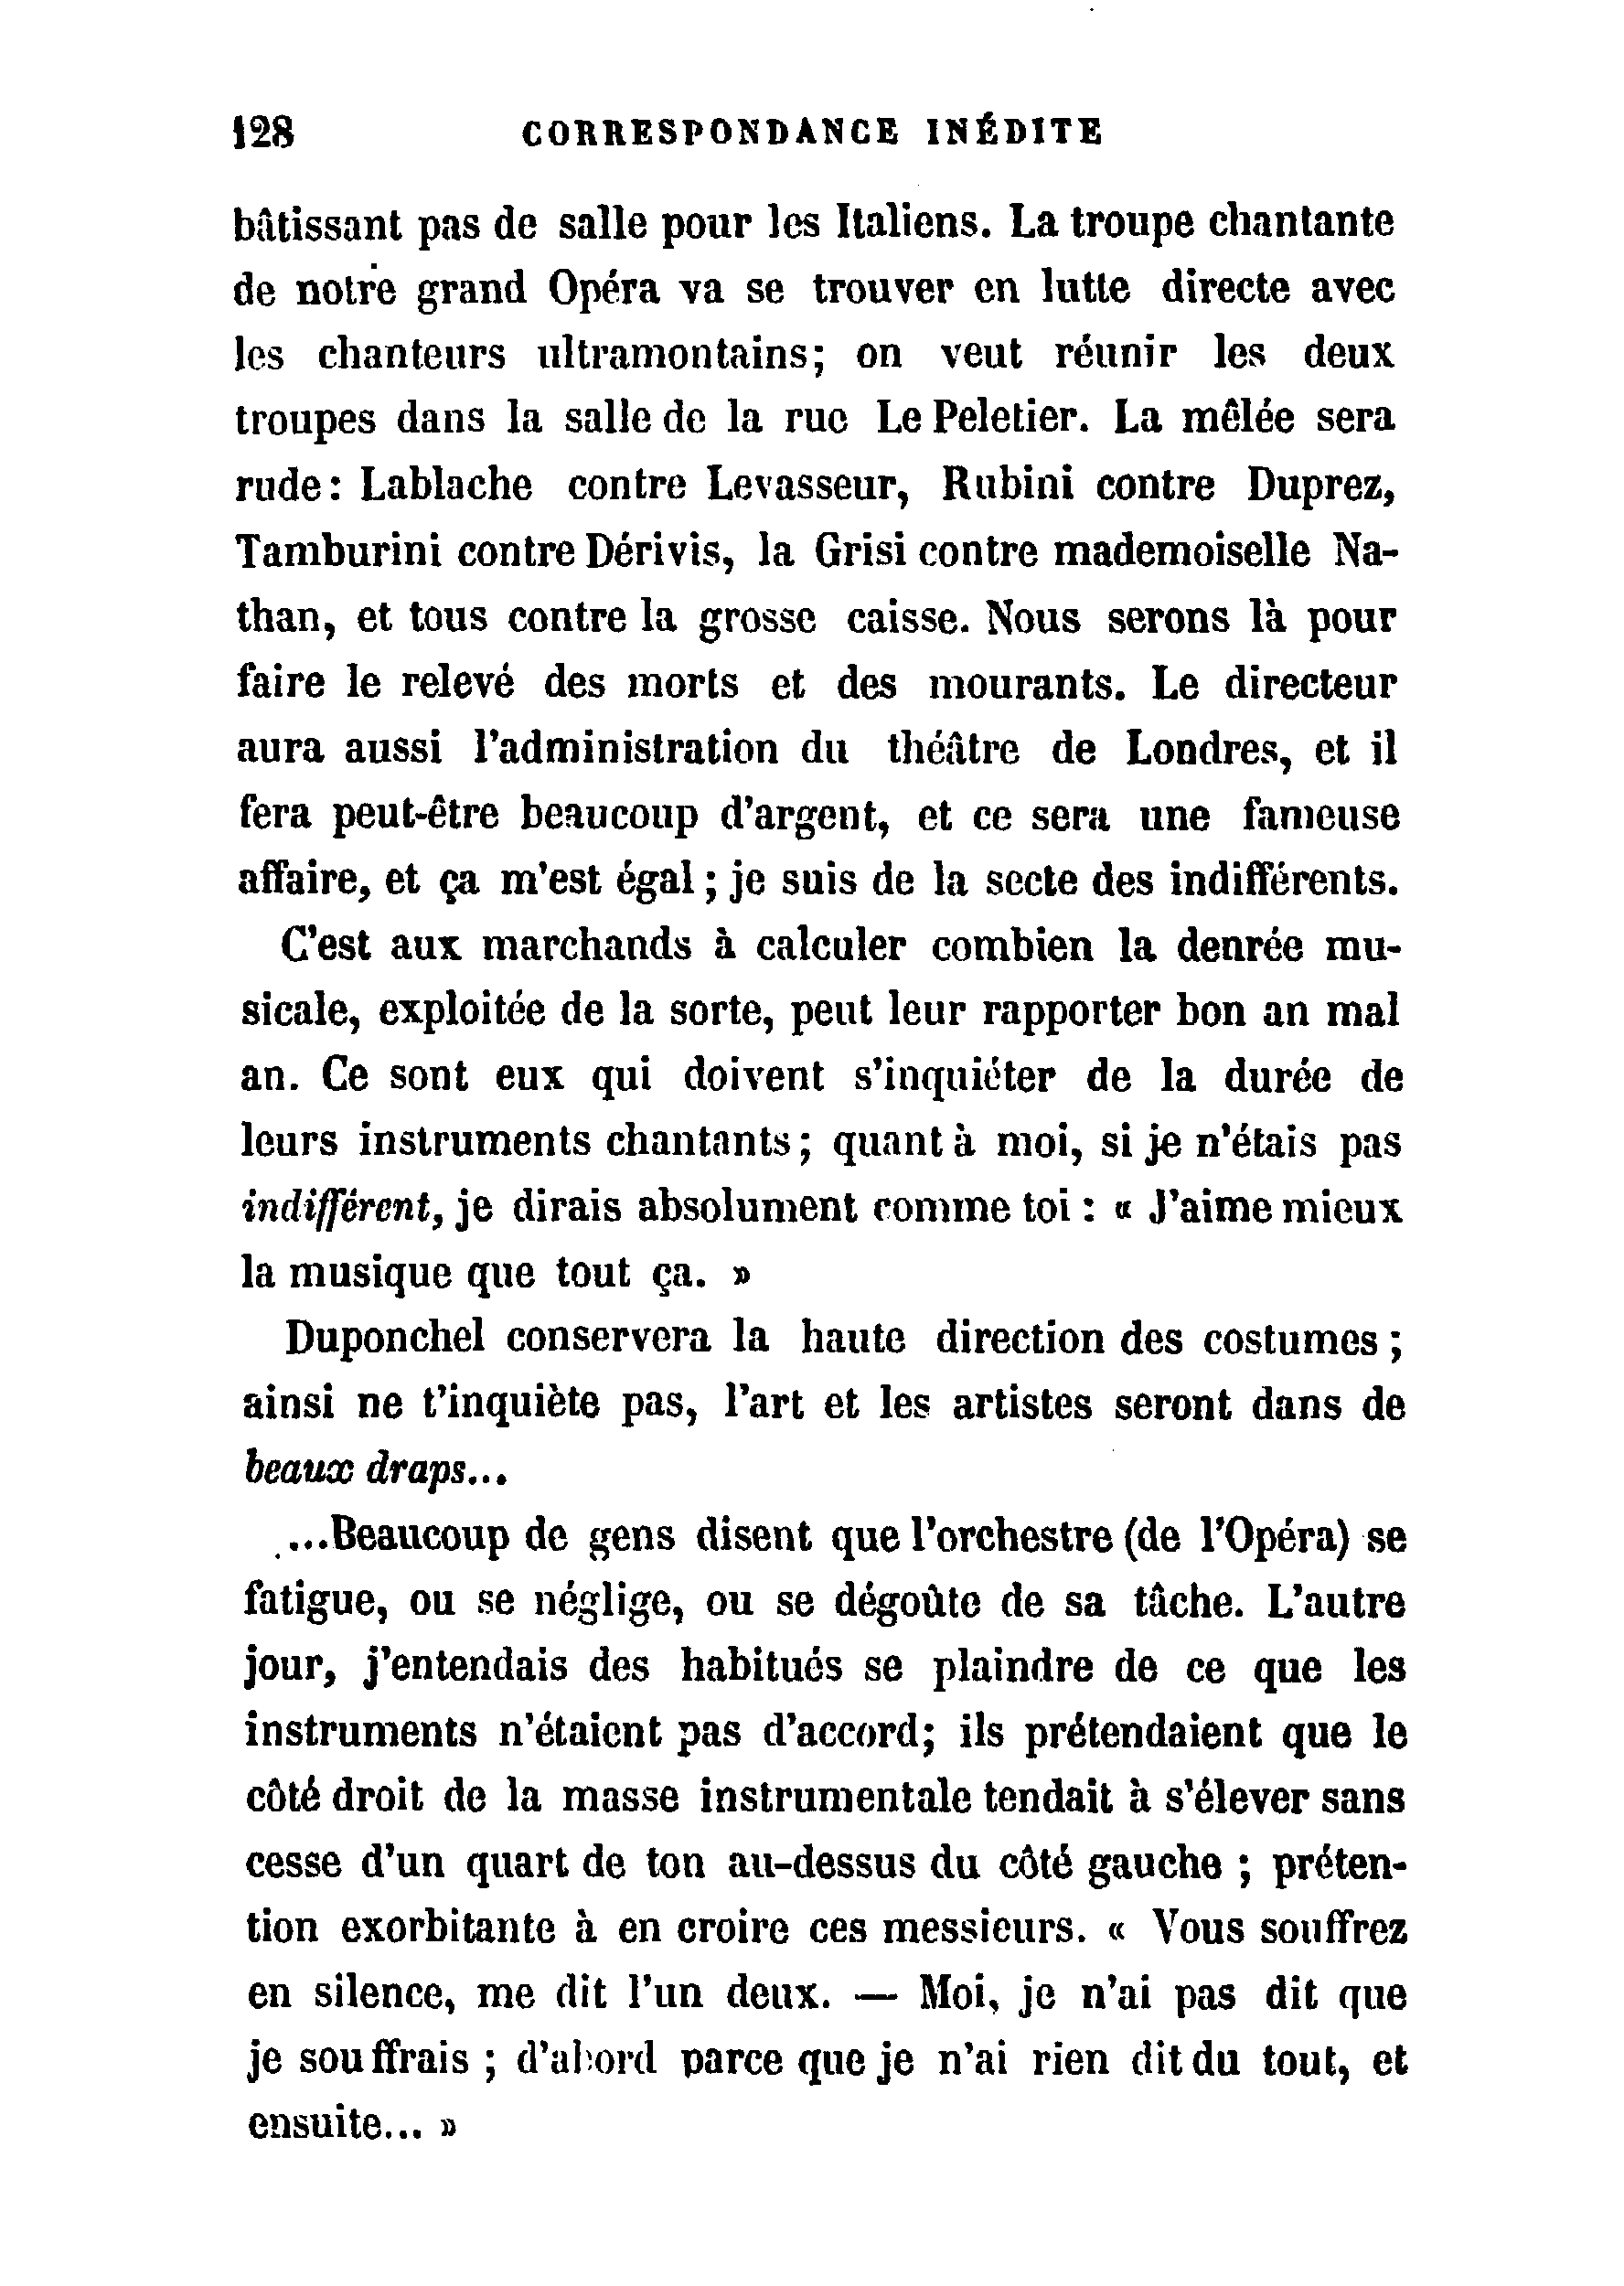 128 CORRESPONDANCE INÉDITE
bâtissant pas de salle pour les Italiens. La troupe chantante
de notre grand Opéra va se trouver en lutte directe avec
les chanteurs ultramontains; on veut réunir les deux
troupes dans la salle de la rue Le Peletier. La mêlée sera
rude: Lablache contre Levasseur, Rubini contre Duprez,
Tamburini contre Dérivis, la Grisi contre mademoiselle Na-
than, et tous contre la grosse caisse. Nous serons là pour
faire le relevé des morts et des mourants. Le directeur
aura aussi l'administration du théâtre de Londres, et il
fera peut-être beaucoup d'argent, et ce sera une fameuse
affaire, et ça m'est égal ; je suis de la secte des indifférents.
C'est aux marchands à calculer combien la denrée mu-
sicale, exploitée de la sorte, peut leur rapporter bon an mal
an. Ce sont eux qui doivent s'inquiéter de la durée de
leurs instruments chantants ; quant à moi, si je n'étais pas
indifférent, je dirais absolument comme toi : « J'aime mieux
la musique que tout ça. »
Duponchel conservera la haute direction des costumes ;
ainsi ne t'inquiète pas, l'art et les artistes seront dans de
beaux draps...
....Beaucoup de gens disent que l'orchestre (de l'Opéra) se
fatigue, ou se néglige, ou se dégoûte de sa tâche. L'autre
jour, j'entendais des habitués se plaindre de ce que les
instruments n'étaient pas d'accord; ils prétendaient que le
côté droit de la masse instrumentale tendait à s'élever sans
cesse d'un quart de ton au-dessus du côté gauche ; préten-
tion exorbitante à en croire ces messieurs. « Vous souffrez
en silence, me dit l'un deux. — Moi, je n'ai pas dit que
je souffrais ; d'abord parce que je n'ai rien dit du tout, et
ensuite... »